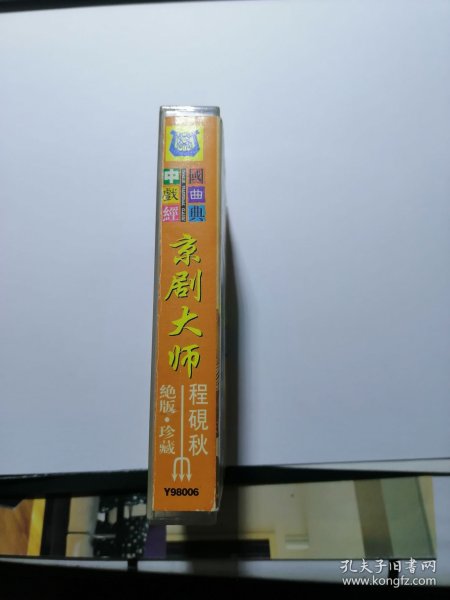 中國
戲曲
經典
京剧大师
程硯秋
絶版·珍藏
Y98006
孔夫子旧书网
www.kongfz.com